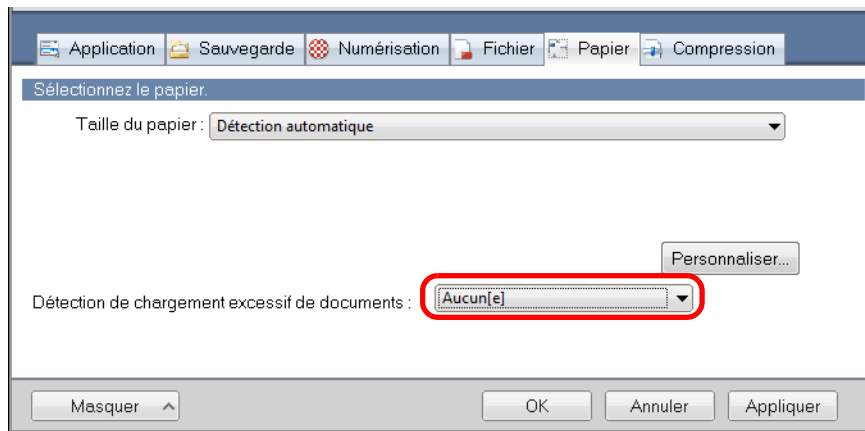 Application Sauvegarde Numérisation Fichier Papier Compression
Sélectionnez le papier.
Taille du papier : Détection automatique
Personnaliser...
Détection de chargement excessif de documents : Aucun[e]
Masquer OK Annuler Appliquer